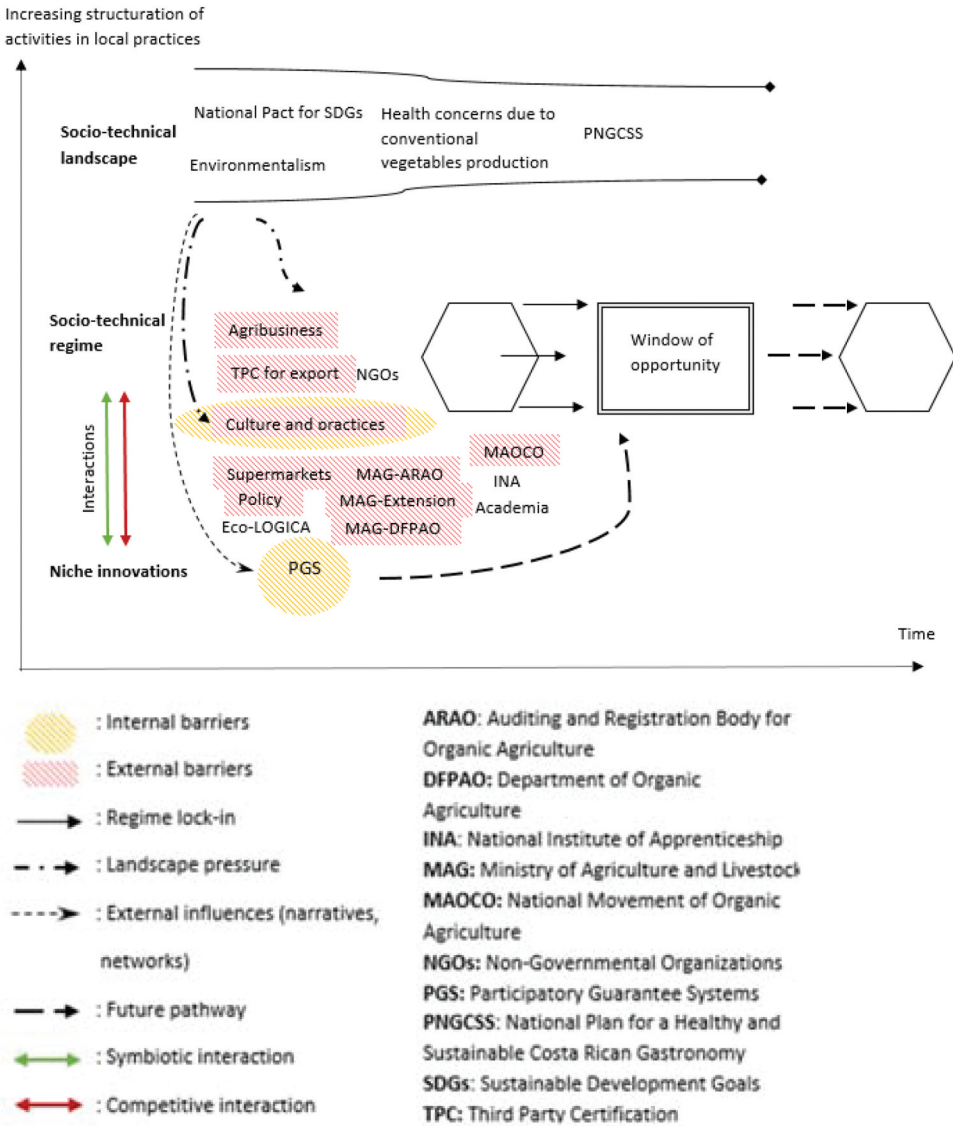 Increasing structuration of
activities in local practices
Socio-technical
landscape
National Pact for SDGs
Environmentalism
Health concerns due to
conventional
vegetables production
PNGCSS
Socio-technical
regime
Agribusiness
TPC for export
NGOs
Culture and practices
Supermarkets
MAG-ARAO
Policy
MAG-Extension
Eco-LOGICA
MAG-DFPAO
MAOCO
INA
Academia
Window of
opportunity
Interactions
Niche innovations
PGS
Time
: Internal barriers
: External barriers
: Regime lock-in
: Landscape pressure
: External influences (narratives,
networks)
: Future pathway
: Symbiotic interaction
: Competitive interaction
ARAO: Auditing and Registration Body for
Organic Agriculture
DFPAO: Department of Organic
Agriculture
INA: National Institute of Apprenticeship
MAG: Ministry of Agriculture and Livestock
MAOCO: National Movement of Organic
Agriculture
NGOs: Non-Governmental Organizations
PGS: Participatory Guarantee Systems
PNGCSS: National Plan for a Healthy and
Sustainable Costa Rican Gastronomy
SDGs: Sustainable Development Goals
TPC: Third Party Certification